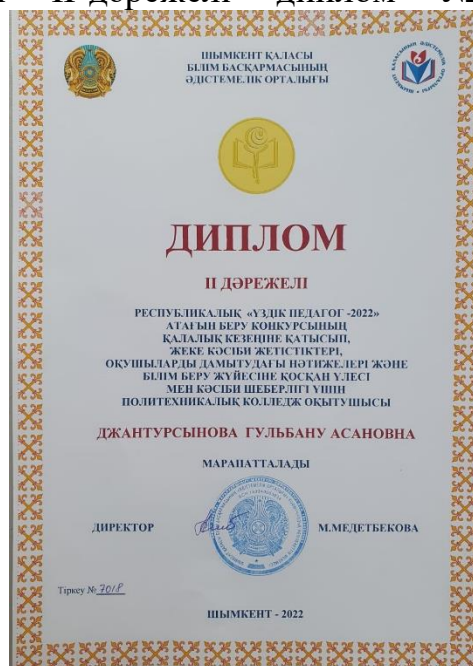 ІІ дәрежелі диплом №
ШЫМКЕНТ ҚАЛАСЫ
БІЛІМ БАСҚАРМАСЫНЫҢ
ӘДІСТЕМЕЛІК ОРТАЛЫҒЫ
ДИПЛОМ
ІІ ДӘРЕЖЕЛІ
РЕСПУБЛИКАЛЫҚ «ҮЗДІК ПЕДАГОГ -2022»
АТАҒЫН БЕРУ КОНКУРСЫНЫҢ
ҚАЛАЛЫҚ КЕЗЕҢІНЕ ҚАТЫСЫП,
ЖЕКЕ КӘСІБИ ЖЕТІСТІКТЕРІ,
ОҚУШЫЛАРДЫ ДАМЫТУДАҒЫ НӘТИЖЕЛЕРІ ЖӘНЕ
БІЛІМ БЕРУ ЖҮЙЕСІНЕ ҚОСҚАН ҮЛЕСІ
МЕН КӘСІБИ ШЕБЕРЛІГІ ҮШІН
ПОЛИТЕХНИКАЛЫҚ КОЛЛЕДЖ ОҚЫТУШЫСЫ
ДЖАНТУРСЫНОВА ГУЛЬБАНУ АСАНОВНА
МАРАПАТТАЛАДЫ
ДИРЕКТОР М.МЕДЕТБЕКОВА
Тіркеу № 7018
ШЫМКЕНТ - 2022